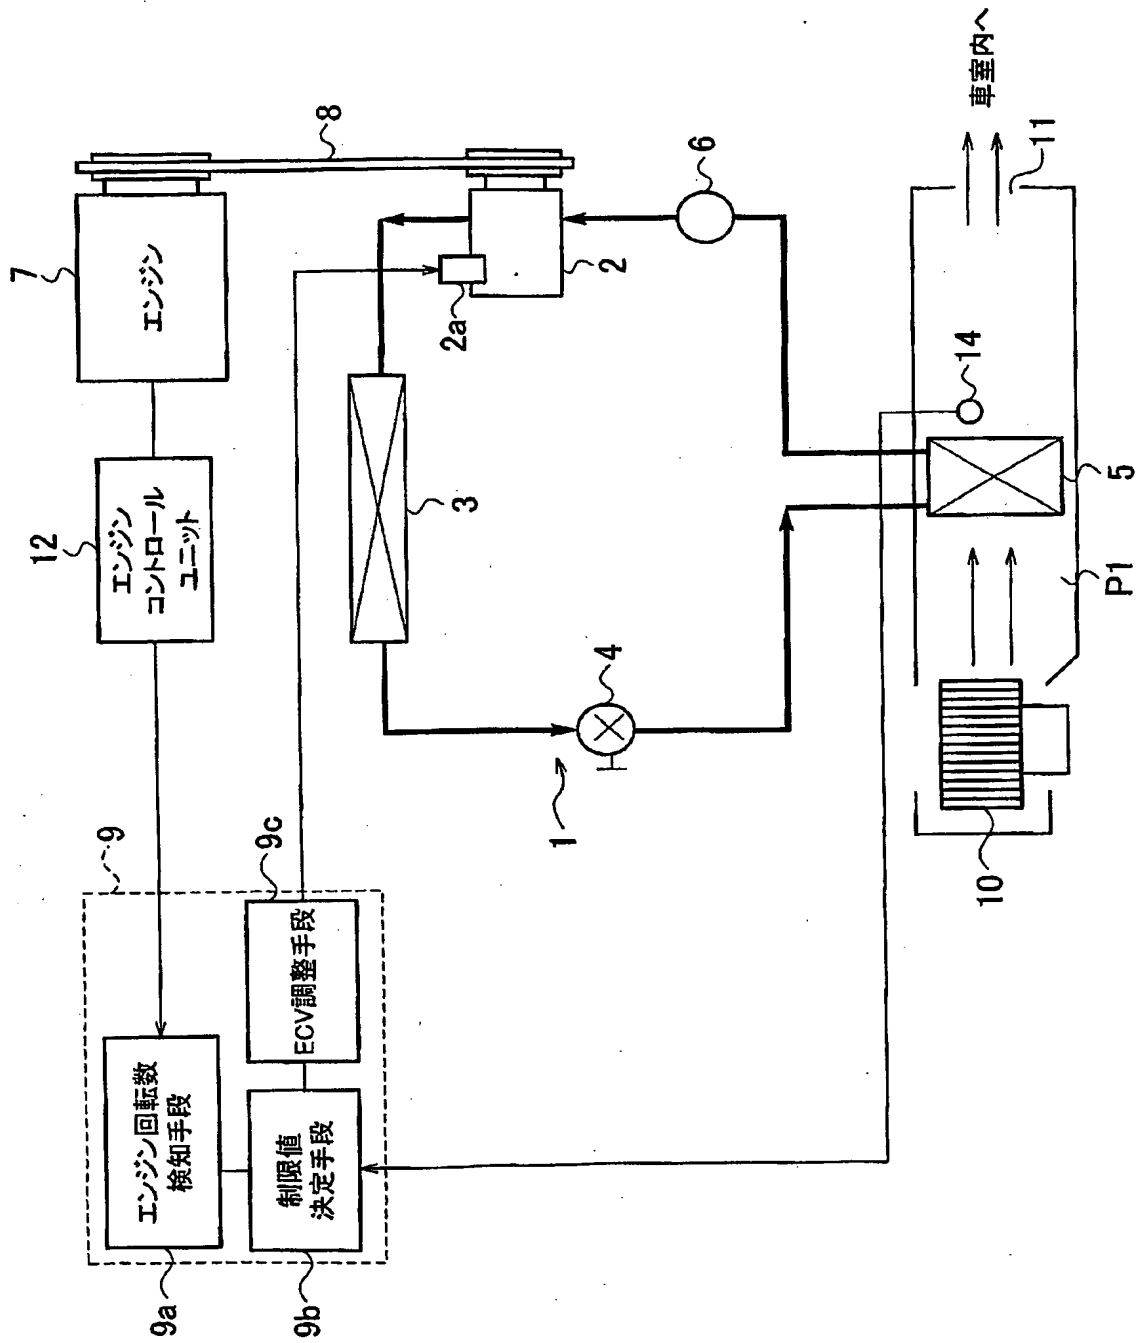 7
エンジン
8
12
エンジン
コントロール
ユニット
2a
2
6
3
4
1
9
9c
ECV調整手段
エンジン回転数
検知手段
制限値
決定手段
9a
9b
車室内へ
11
14
5
P1
10